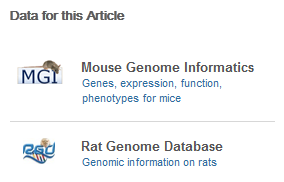 Data for this Article
MGI
Mouse Genome Informatics
Genes, expression, function,
phenotypes for mice
RGD
Rat Genome Database
Genomic information on rats